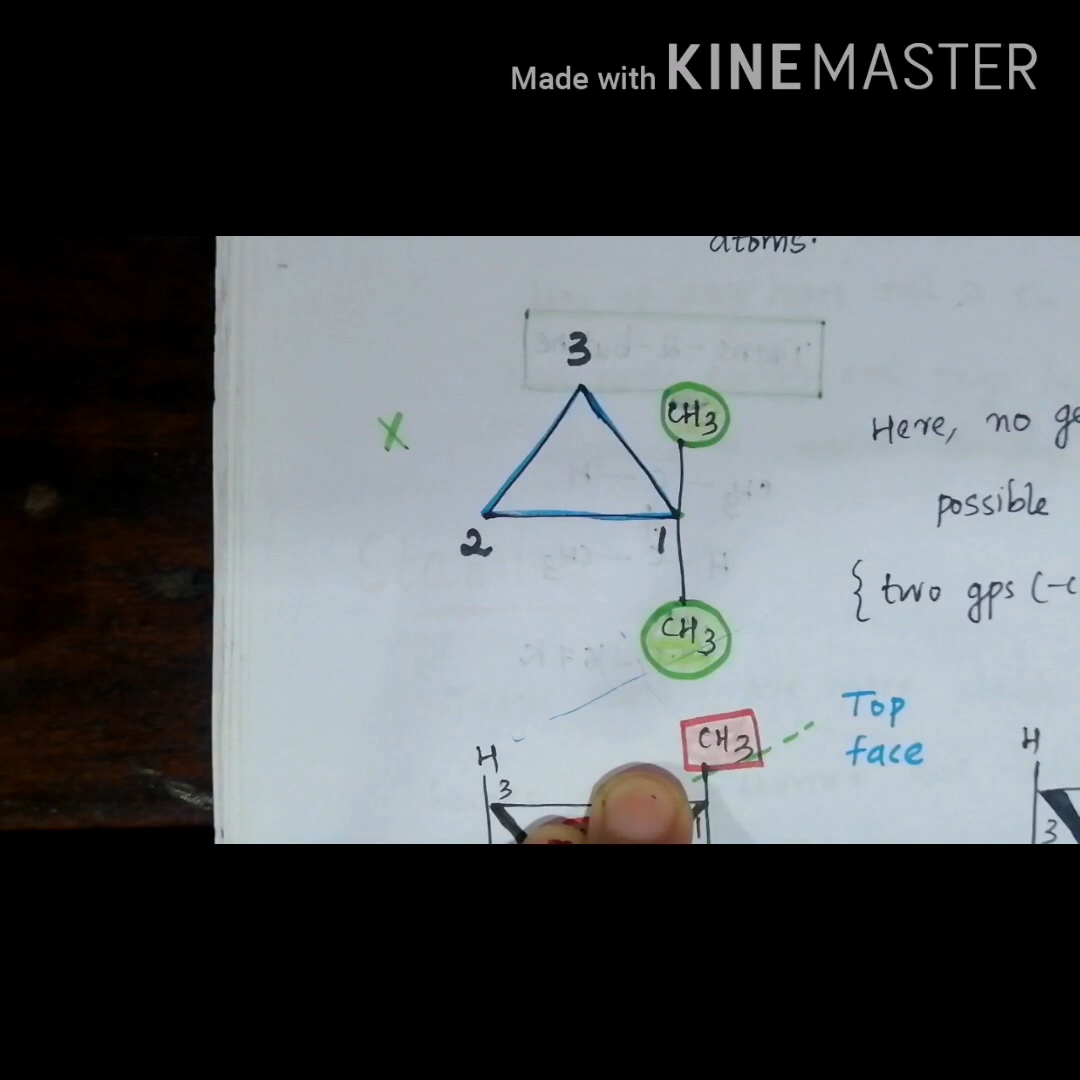 Made with KINEMASTER
atoms.
3
CH3
X
Here, no
possible
2
1
CH3
{ two gps
Top
face
CH3
H
3
1
H
3